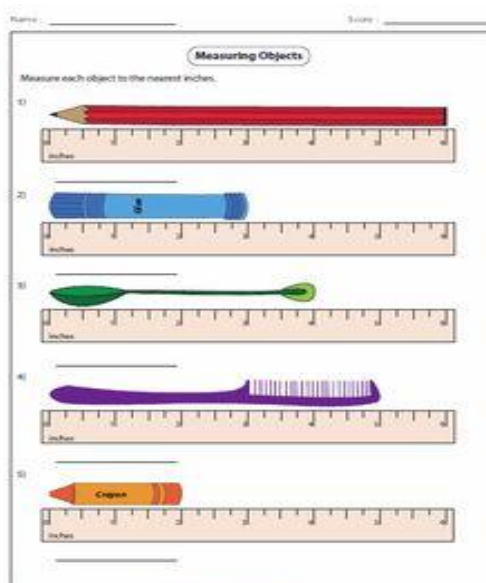 Name :
Score :
Measuring Objects
Measure each object to the nearest inches.
1)
inches
2)
Glue
inches
3)
inches
4)
inches
5)
Crayon